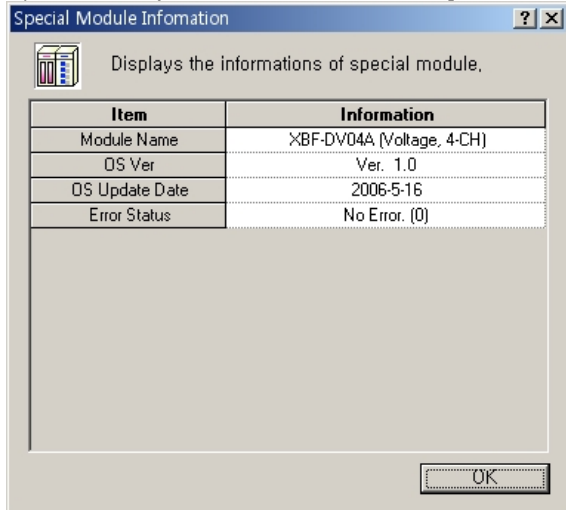 Special Module Infomation
Displays the informations of special module,
Item Information
Module Name XBF-DV04A (Voltage, 4-CH)
OS Ver Ver. 1.0
OS Update Date 2006-5-16
Error Status No Error. (0)
OK